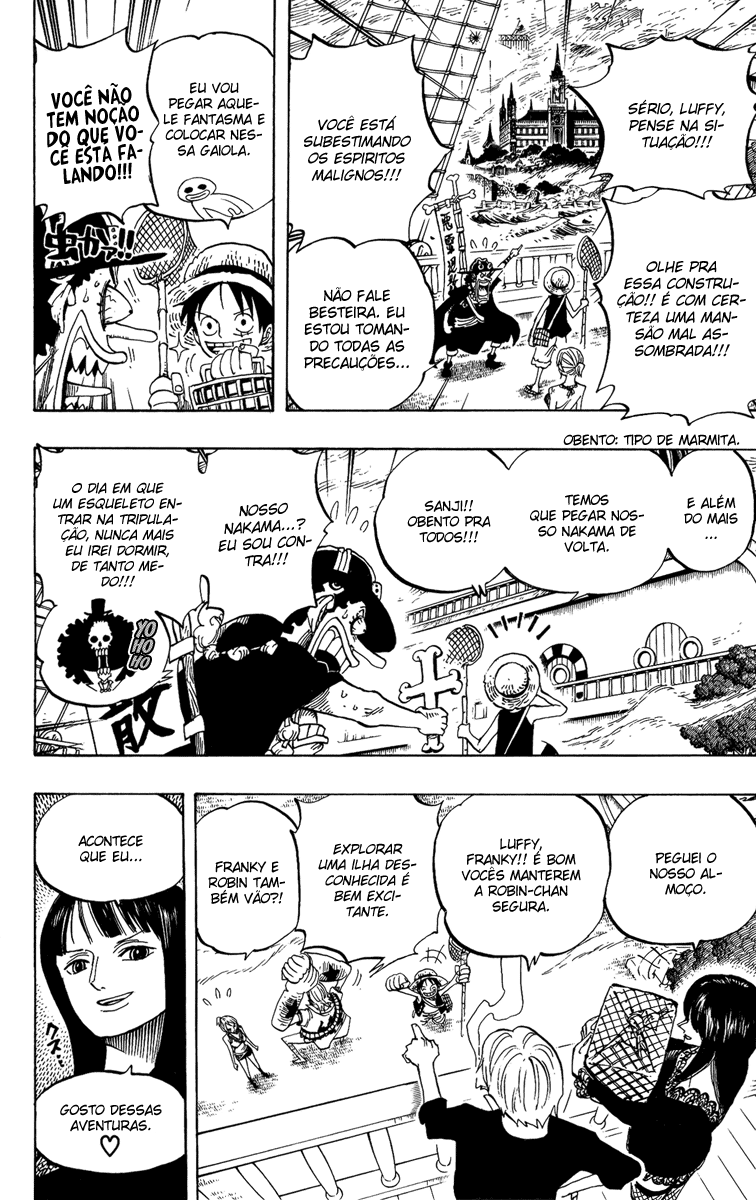 SÉRIO, LUFFY,
PENSE NA SI-
TUAÇÃO!!!
VOCÊ ESTÁ
SUBESTIMANDO
OS ESPIRITOS
MALIGNOS!!!
OLHE PRA
ESSA CONSTRU-
ÇÃO!! É COM CER-
TEZA UMA MAN-
SÃO MAL AS-
SOMBRADA!!!
NÃO FALE
BESTEIRA. EU
ESTOU TOMAN-
DO TODAS AS
PRECAUÇÕES...
EU VOU
PEGAR AQUE-
LE FANTASMA E
COLOCAR NES-
SA GAIOLA.
VOCÊ NÃO
TEM NOÇÃO
DO QUE VO-
CÊ ESTÁ FA-
LANDO!!!
虫かァ!!
OBENTO: TIPO DE MARMITA.
E ALÉM
DO MAIS
...
TEMOS
QUE PEGAR NOS-
SO NAKAMA DE
VOLTA.
SANJI!!
OBENTO PRA
TODOS!!!
NOSSO
NAKAMA...?
EU SOU CON-
TRA!!!
O DIA EM QUE
UM ESQUELETO EN-
TRAR NA TRIPULA-
ÇÃO, NUNCA MAIS
EU IREI DORMIR,
DE TANTO ME-
DO!!!
YO
HO
HO
PEGUEI O
NOSSO AL-
MOÇO.
LUFFY,
FRANKY!! É BOM
VOCÊS MANTEREM
A ROBIN-CHAN
SEGURA.
EXPLORAR
UMA ILHA DES-
CONHECIDA É
BEM EXCI-
TANTE.
FRANKY E
ROBIN TAM-
BÉM VÃO?!
ACONTECE
QUE EU...
クス、
GOSTO DESSAS
AVENTURAS.
♡